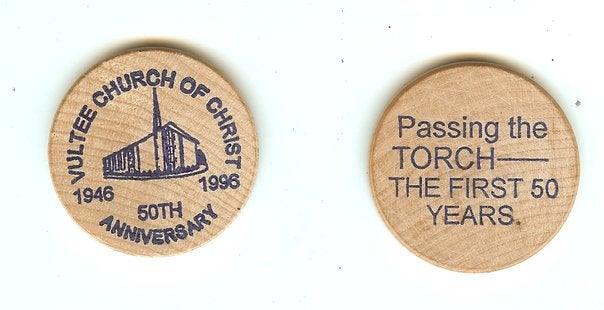 VULTEE CHURCH OF CHRIST
1946 1996
50TH
ANNIVERSARY
Passing the
TORCH—
THE FIRST 50
YEARS.